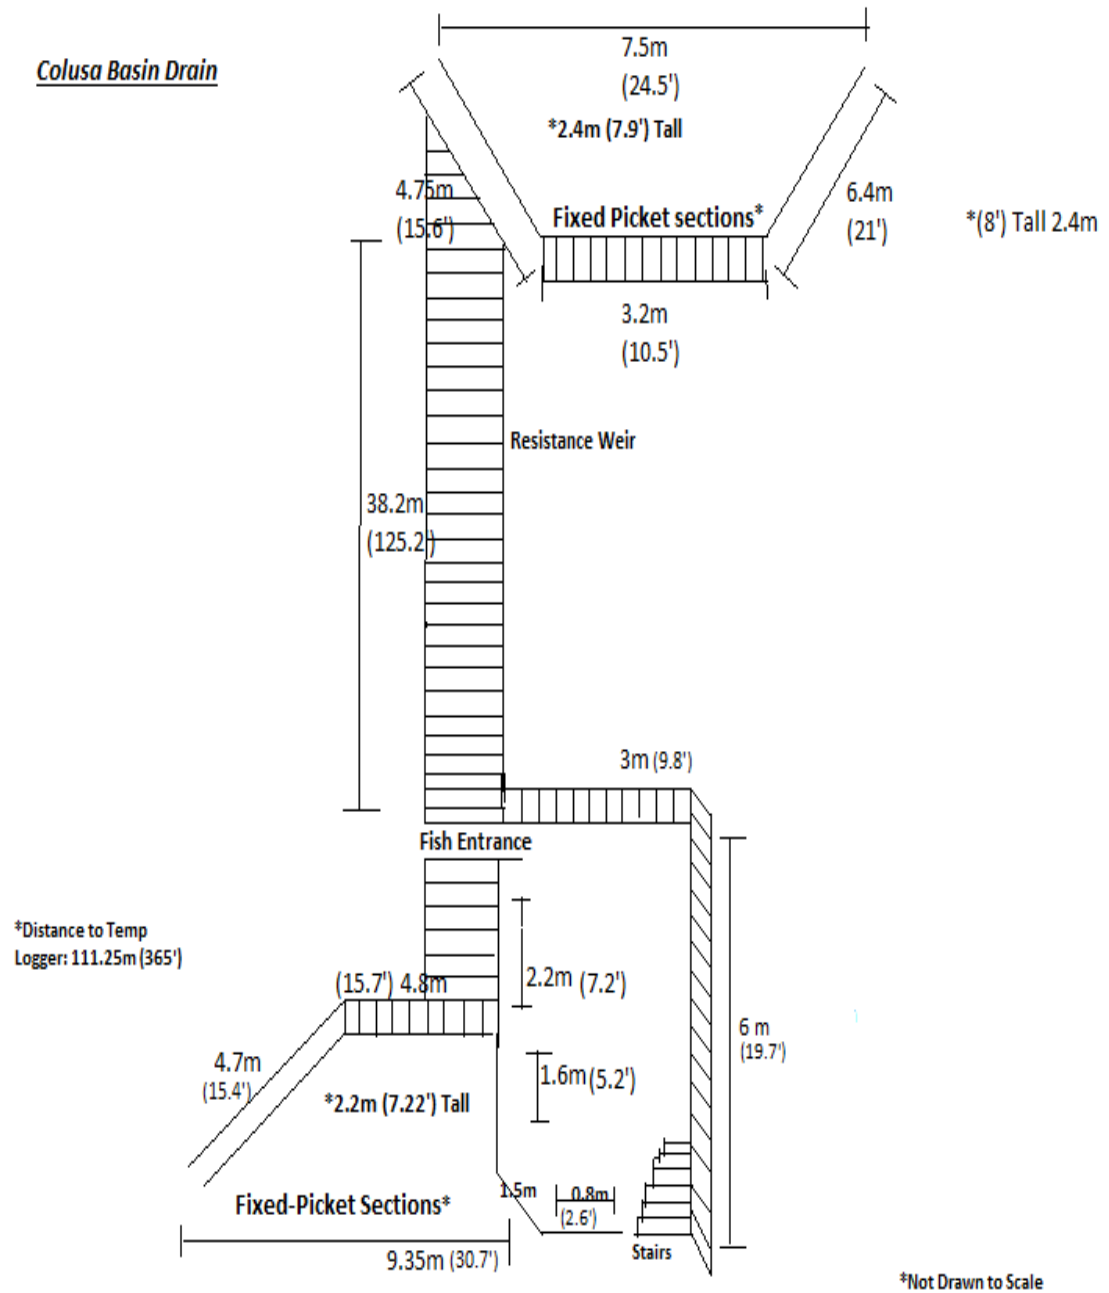 Colusa Basin Drain
7.5m
(24.5')
*2.4m (7.9') Tall
4.75m
(15.6')
Fixed Picket sections*
6.4m
(21')
*(8') Tall 2.4m
3.2m
(10.5')
Resistance Weir
38.2m
(125.2')
3m (9.8')
Fish Entrance
*Distance to Temp
Logger: 111.25m (365')
(15.7') 4.8m
2.2m (7.2')
6 m
(19.7')
4.7m
(15.4')
1.6m (5.2')
*2.2m (7.22') Tall
Fixed-Picket Sections*
1.5m
0.8m
(2.6')
Stairs
9.35m (30.7')
*Not Drawn to Scale